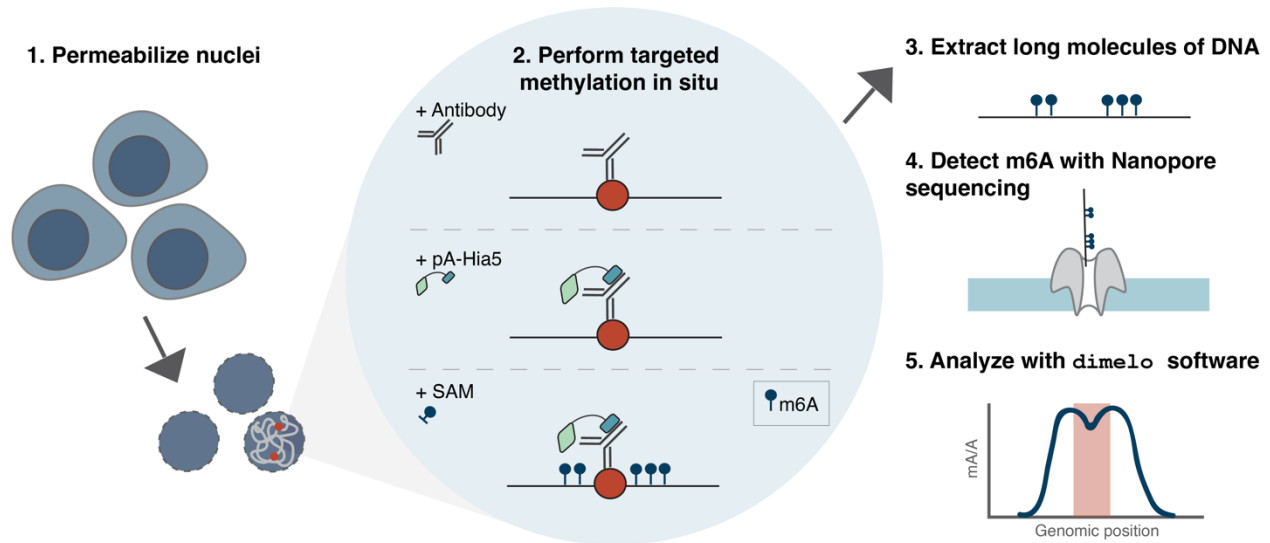 1. Permeabilize nuclei
2. Perform targeted
methylation in situ
+ Antibody
+ pA-Hia5
+ SAM
m6A
3. Extract long molecules of DNA
4. Detect m6A with Nanopore
sequencing
5. Analyze with dimelo software
mA/A
Genomic position